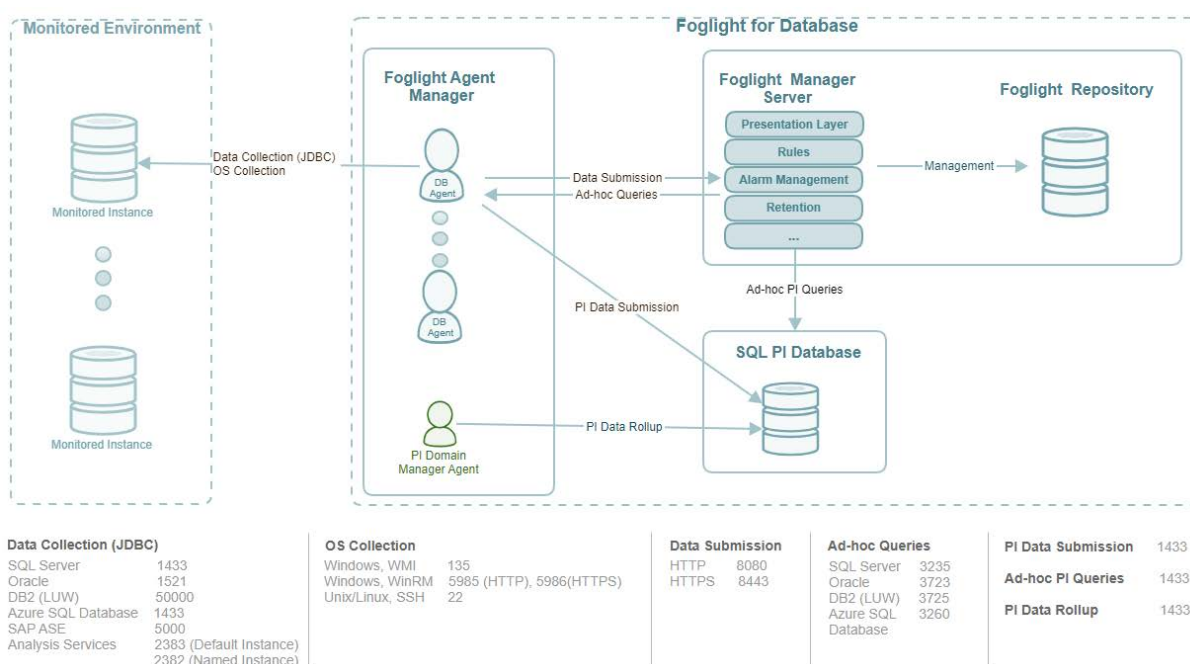 Monitored Environment
Foglight for Database
Foglight Agent
Manager
Foglight Manager
Server
Foglight Repository
Presentation Layer
Rules
Alarm Management
Retention
...
Data Collection (JDBC)
OS Collection
DB
Agent
Data Submission
Ad-hoc Queries
Management
Monitored Instance
Ad-hoc PI Queries
PI Data Submission
DB
Agent
SQL PI Database
Monitored Instance
PI Data Rollup
PI Domain
Manager Agent
Data Collection (JDBC)
SQL Server 1433
Oracle 1521
DB2 (LUW) 50000
Azure SQL Database 1433
SAP ASE 5000
Analysis Services 2383 (Default Instance)
2382 (Named Instance)
OS Collection
Windows, WMI 135
Windows, WinRM 5985 (HTTP), 5986(HTTPS)
Unix/Linux, SSH 22
Data Submission
HTTP 8080
HTTPS 8443
Ad-hoc Queries
SQL Server 3235
Oracle 3723
DB2 (LUW) 3725
Azure SQL 3260
Database
PI Data Submission 1433
Ad-hoc PI Queries 1433
PI Data Rollup 1433